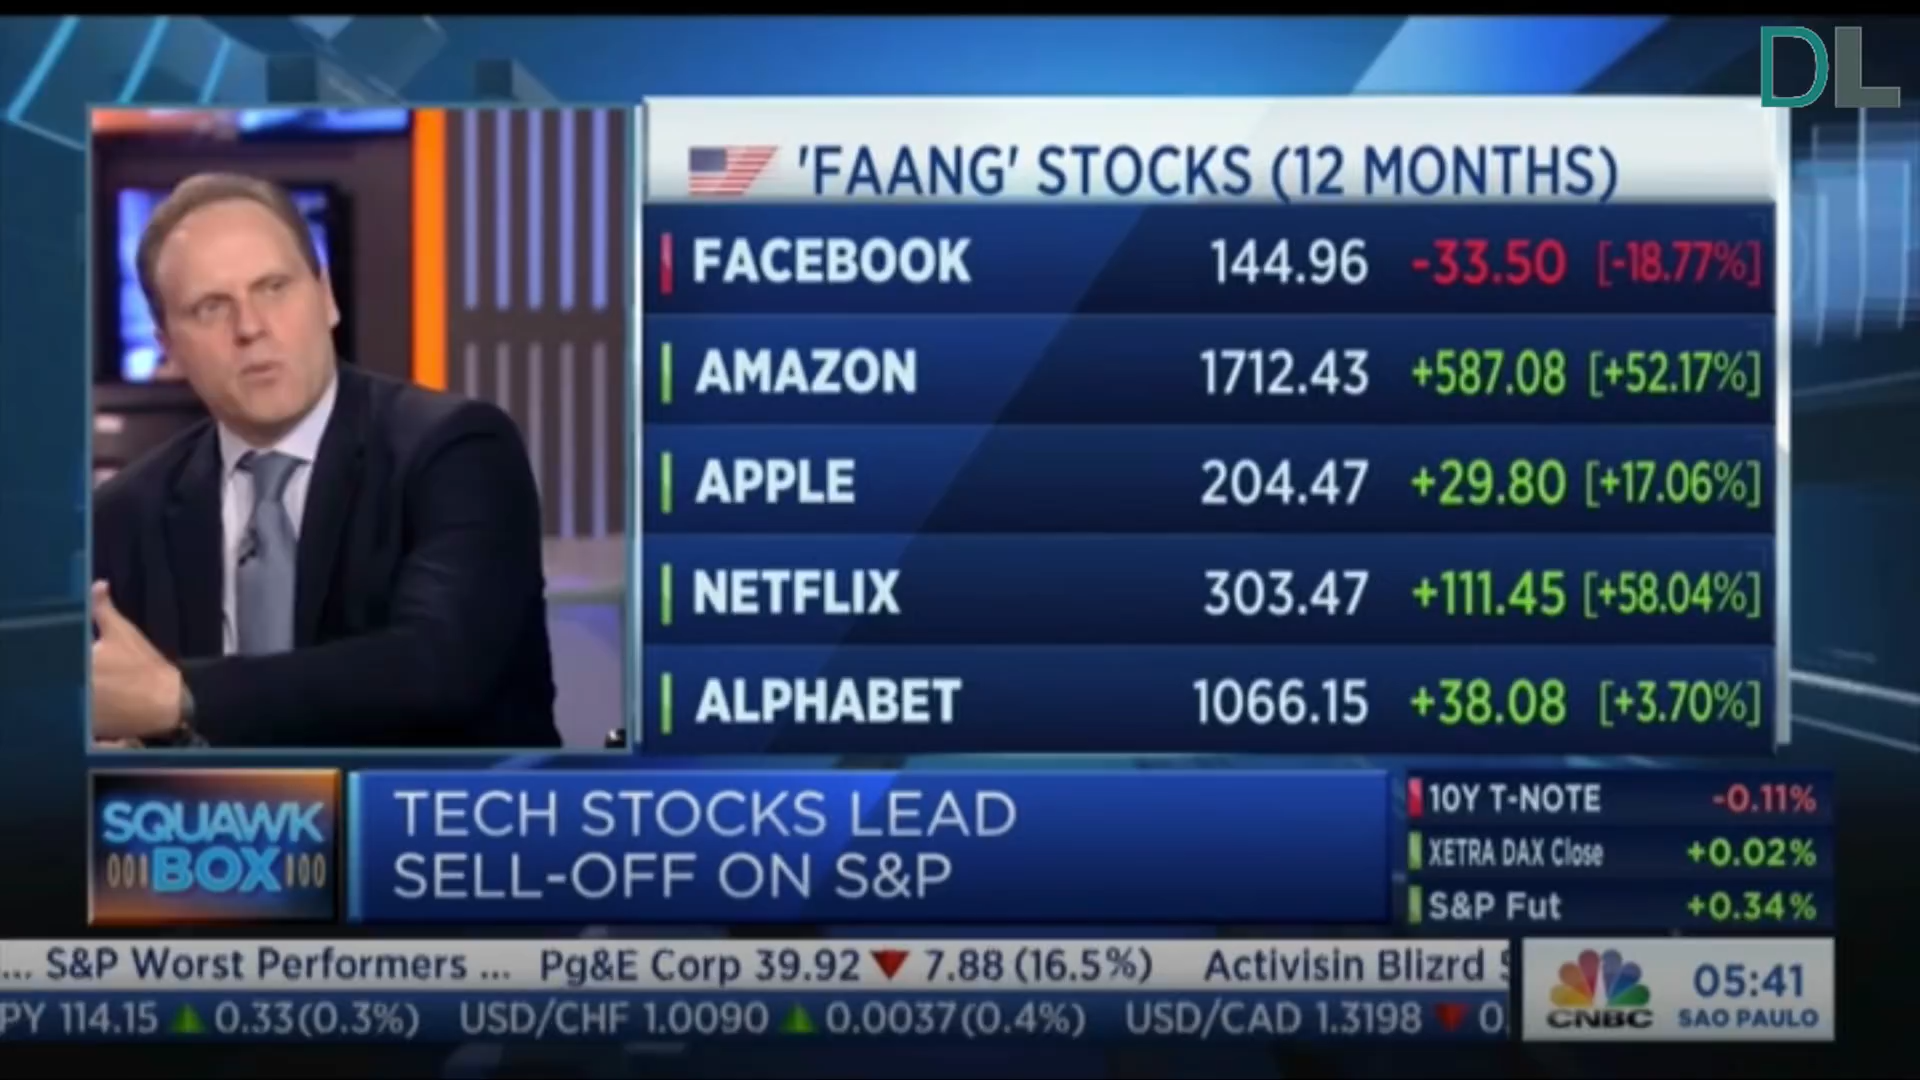 DL
'FAANG' STOCKS (12 MONTHS)
FACEBOOK 144.96 -33.50 [-18.77%]
AMAZON 1712.43 +587.08 [+52.17%]
APPLE 204.47 +29.80 [+17.06%]
NETFLIX 303.47 +111.45 [+58.04%]
ALPHABET 1066.15 +38.08 [+3.70%]
SQUAWK
001 BOX 100
TECH STOCKS LEAD
SELL-OFF ON S&P
10Y T-NOTE -0.11%
XETRA DAX Close +0.02%
S&P Fut +0.34%
... S&P Worst Performers ... Pg&E Corp 39.92 ▼ 7.88 (16.5%) Activisin Blizrd
PY 114.15 ▲ 0.33(0.3%) USD/CHF 1.0090 ▲ 0.0037(0.4%) USD/CAD 1.3198 ▼ 0
CNBC
05:41
SAO PAULO